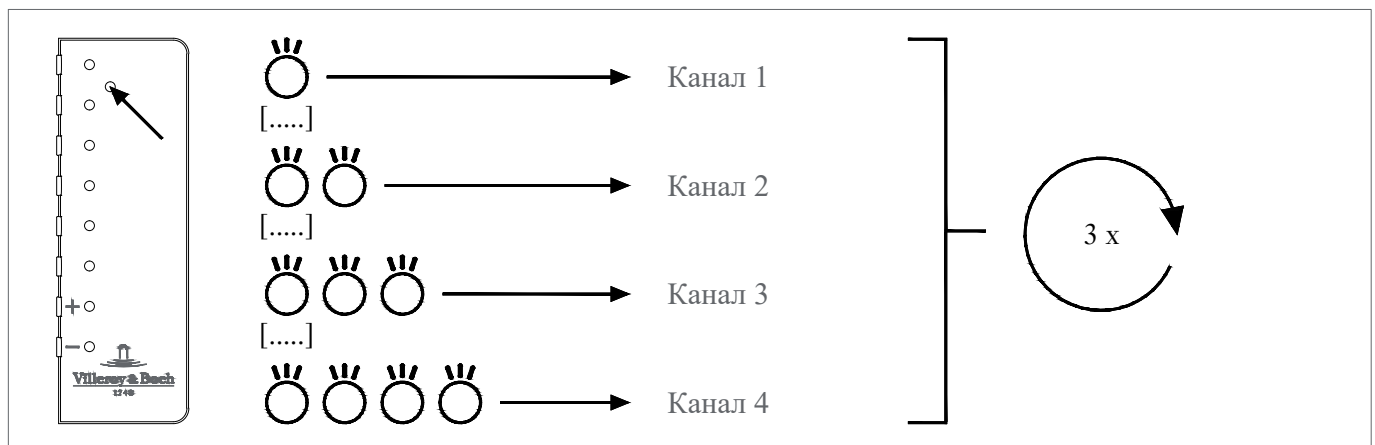 Канал 1
[.....]
Канал 2
[.....]
Канал 3
[.....]
Канал 4
3 x
+
–
Villeroy & Boch
1748